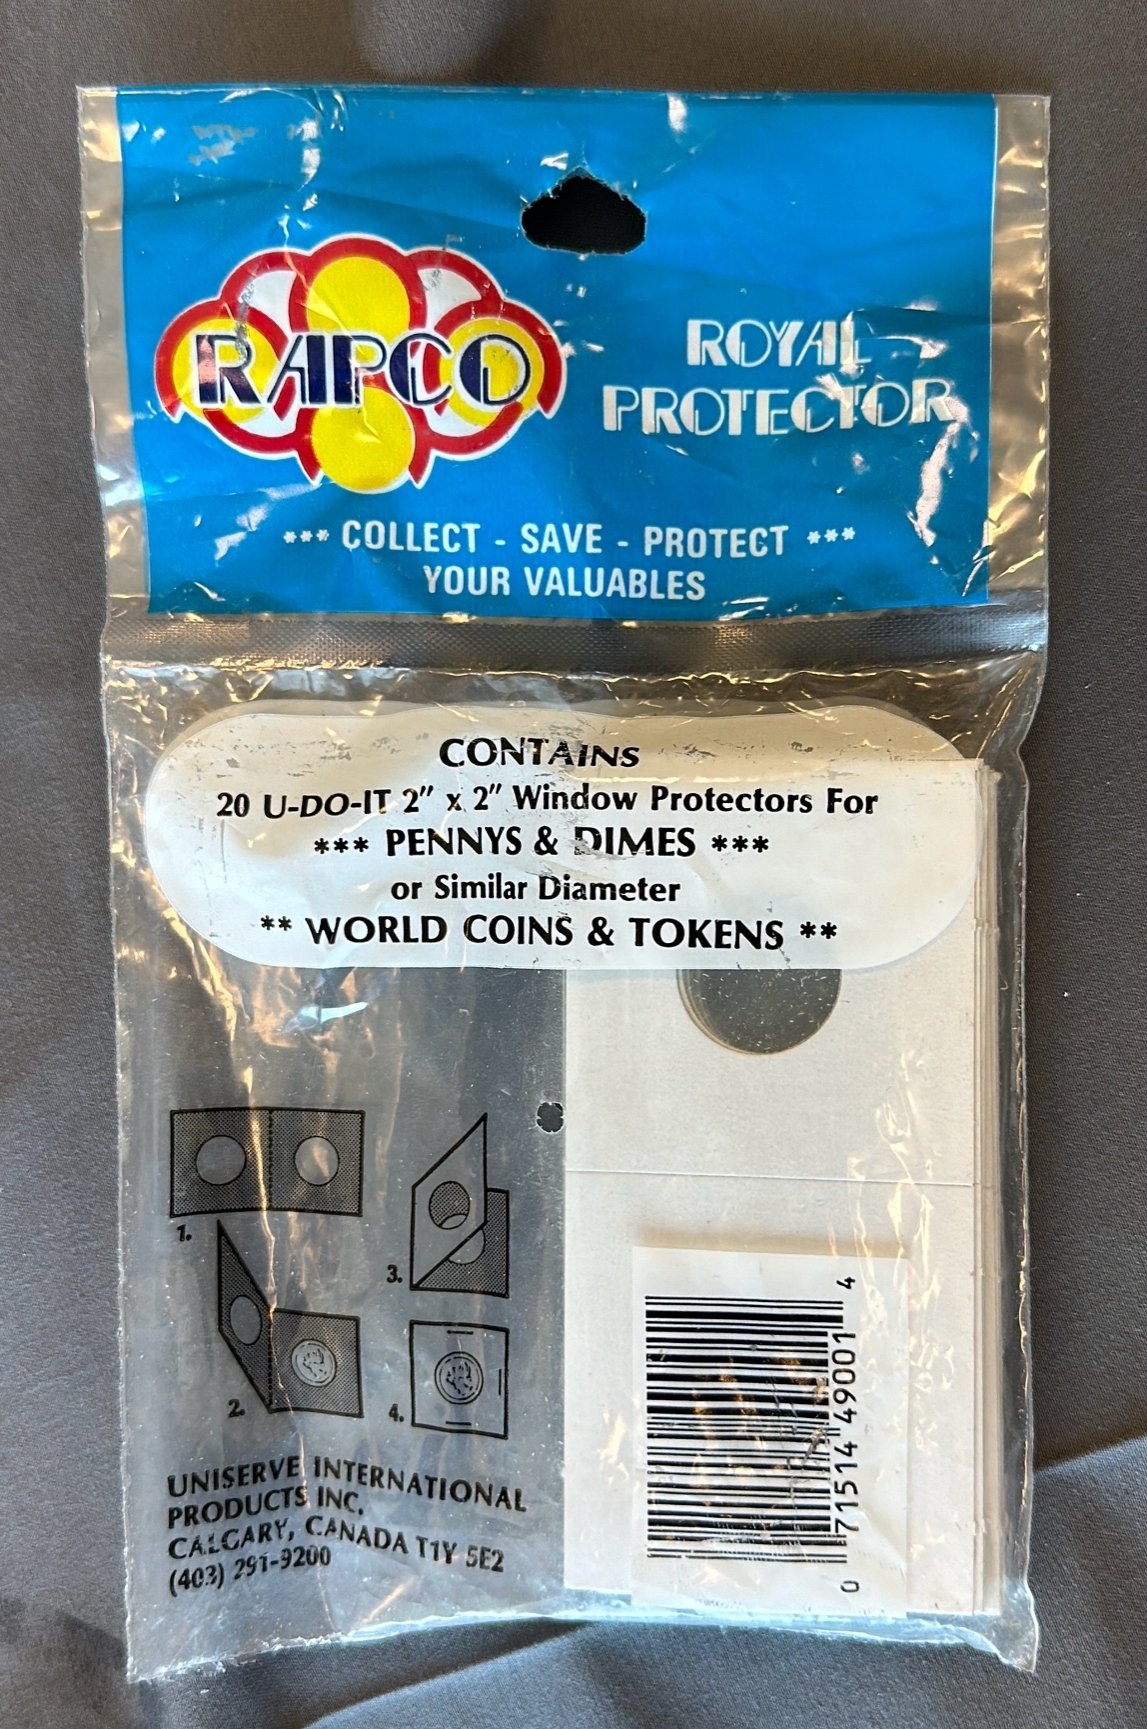 RAPCO
ROYAL
PROTECTOR
*** COLLECT - SAVE - PROTECT ***
YOUR VALUABLES
CONTAINS
20 U-DO-IT 2" x 2" Window Protectors For
*** PENNYS & DIMES ***
or Similar Diameter
** WORLD COINS & TOKENS **
1.
2.
3.
4.
UNISERVE INTERNATIONAL
PRODUCTS INC.
CALGARY, CANADA T1Y 5E2
(403) 291-9200
0 71514 49001 4